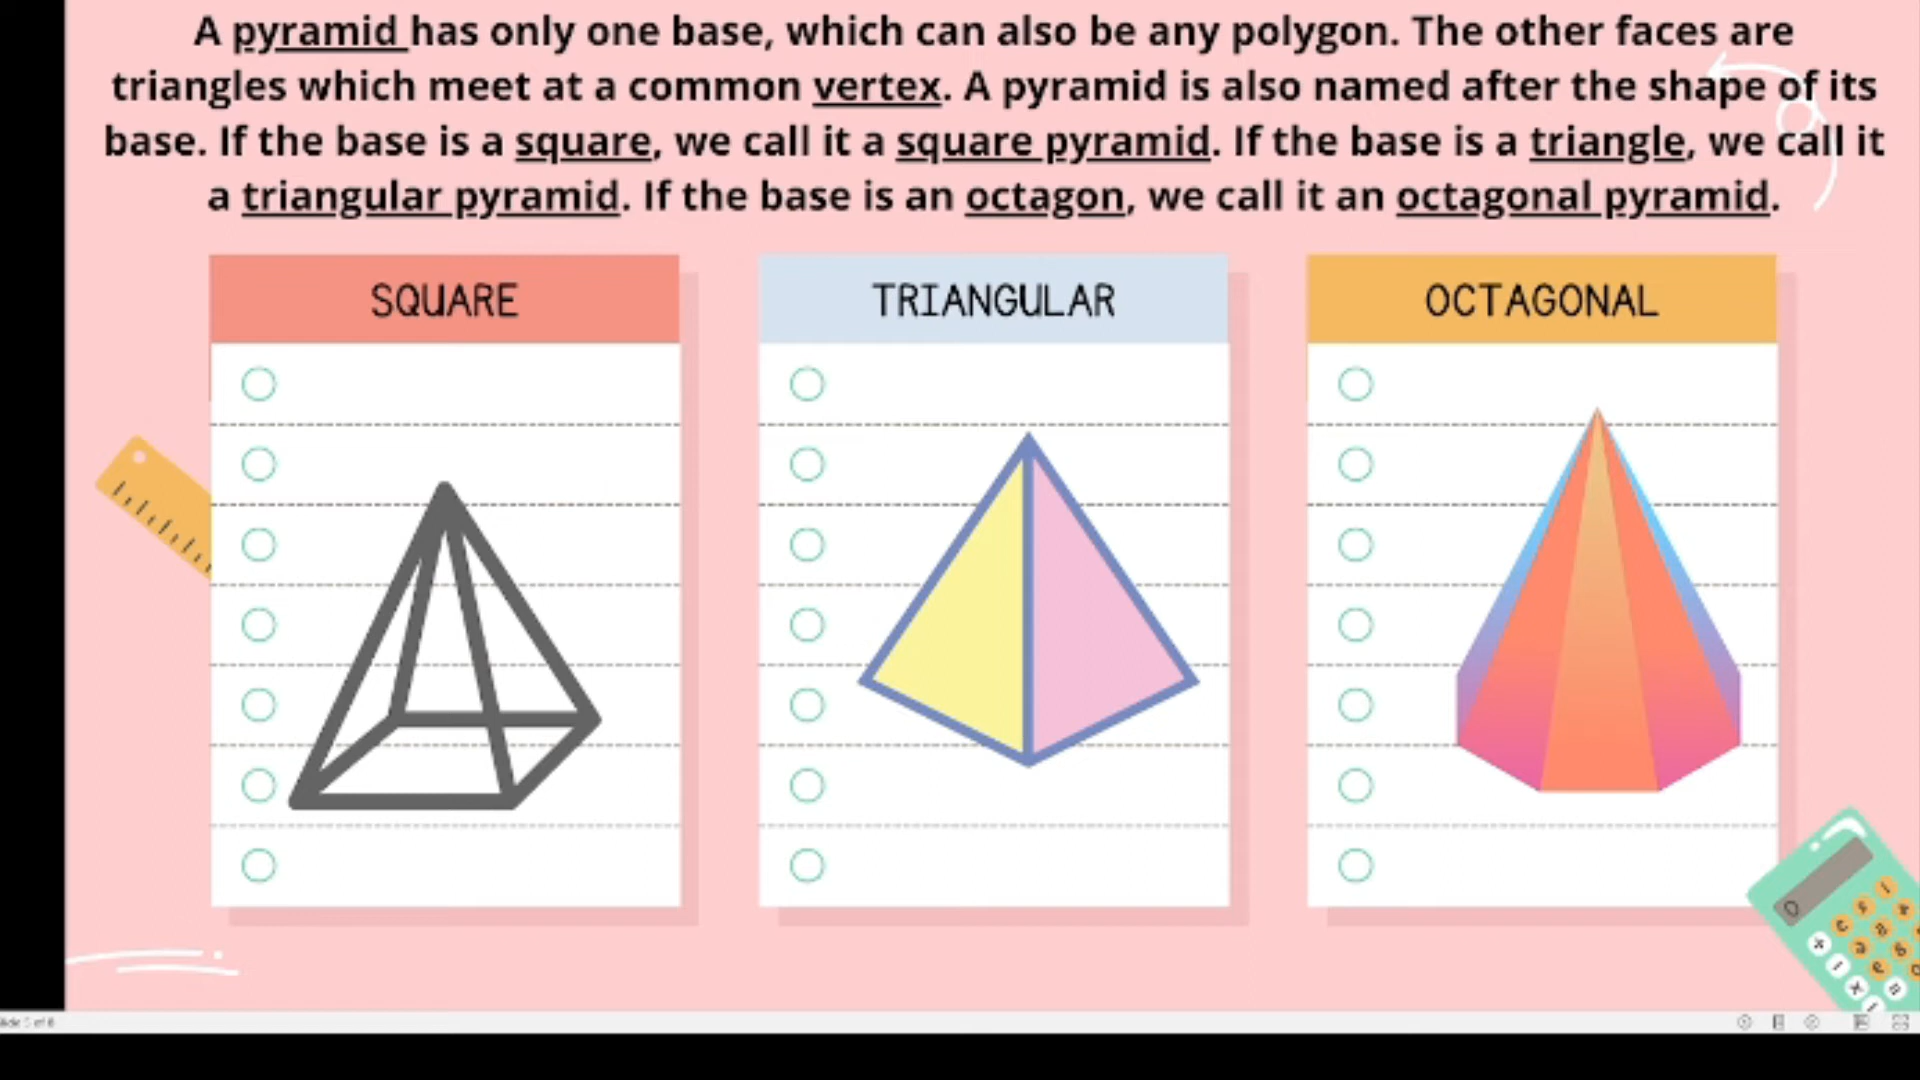 A pyramid has only one base, which can also be any polygon. The other faces are
triangles which meet at a common vertex. A pyramid is also named after the shape of its
base. If the base is a square, we call it a square pyramid. If the base is a triangle, we call it
a triangular pyramid. If the base is an octagon, we call it an octagonal pyramid.
SQUARE
TRIANGULAR
OCTAGONAL